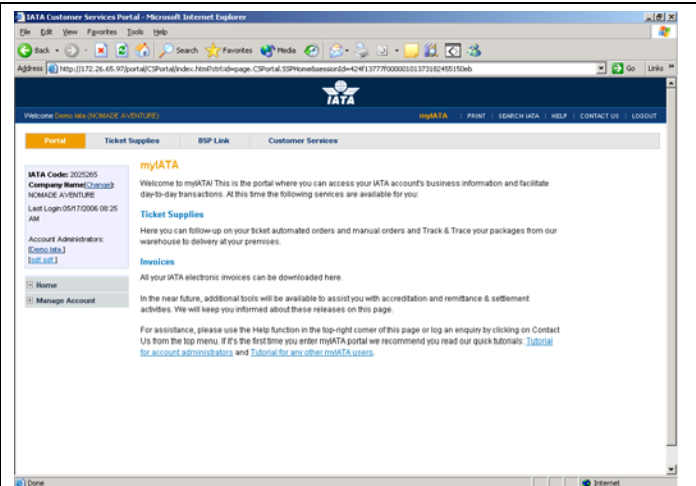 IATA Customer Services Portal - Microsoft Internet Explorer
File Edit View Favorites Tools Help
Back Search Favorites Media
Address http://172.26.65.97/portal/CSPortal/index.html?ctrl:id=page.CSPortal.SSPHome&sessionId=424f13777f00000101373182455150eb Go Links »
IATA
Welcome Demo Iata (NOMADE AVENTURE) myIATA | PRINT | SEARCH IATA | HELP | CONTACT US | LOGOUT
Portal Ticket Supplies BSP Link Customer Services
IATA Code: 2025265
Company Name(Change):
NOMADE AVENTURE
Last Login:05/17/2006 08:25
AM
Account Administrators:
[Demo Iata ]
Home
Manage Account
myIATA
Welcome to myIATA! This is the portal where you can access your IATA account's business information and facilitate
day-to-day transactions. At this time the following services are available for you:
Ticket Supplies
Here you can follow-up on your ticket automated orders and manual orders and Track & Trace your packages from our
warehouse to delivery at your premises.
Invoices
All your IATA electronic invoices can be downloaded here.
In the near future, additional tools will be available to assist you with accreditation and remittance & settlement
activities. We will keep you informed about these releases on this page.
For assistance, please use the Help function in the top-right corner of this page or log an enquiry by clicking on Contact
Us from the top menu. If it's the first time you enter myIATA portal we recommend you read our quick tutorials: Tutorial
for account administrators and Tutorial for any other myIATA users.
Done Internet